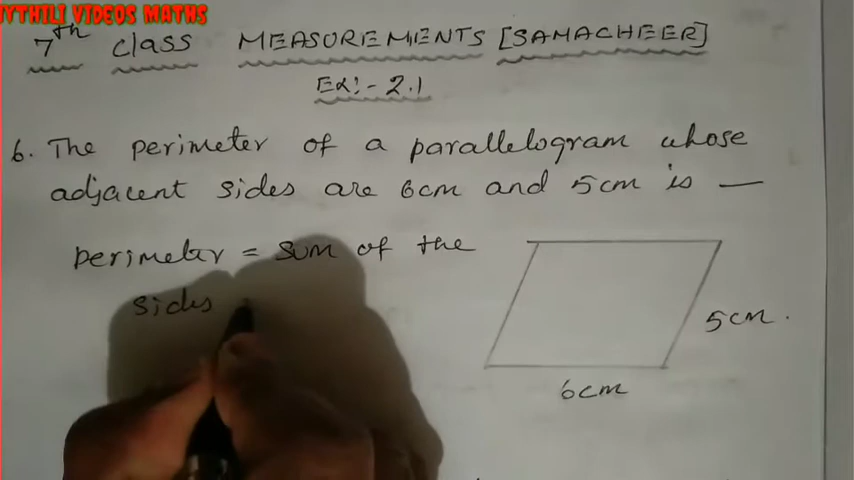 YTHILI VIDEOS MATHS
7th class MEASUREMENTS [SAMACHEER]
EX:- 2.1
6. The perimeter of a parallelogram whose
adjacent sides are 6cm and 5cm is —
perimeter = sum of the
sides
5cm.
6cm